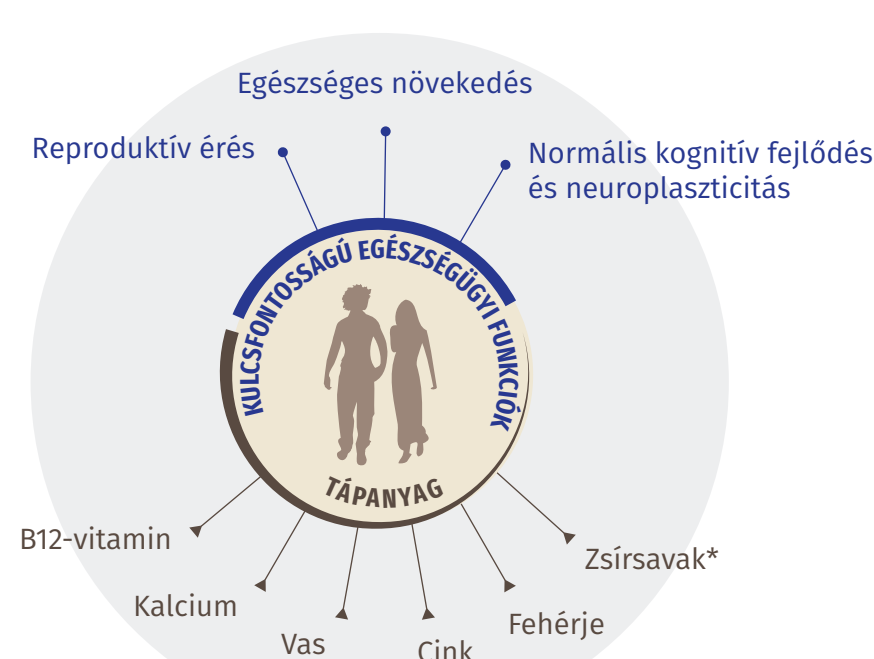 Egészséges növekedés
Reproduktív érés
Normális kognitív fejlődés
és neuroplaszticitás
KULCSFONTOSSÁGÚ EGÉSZSÉGÜGYI FUNKCIÓK
TÁPANYAG
B12-vitamin
Kalcium
Vas
Cink
Fehérje
Zsírsavak*